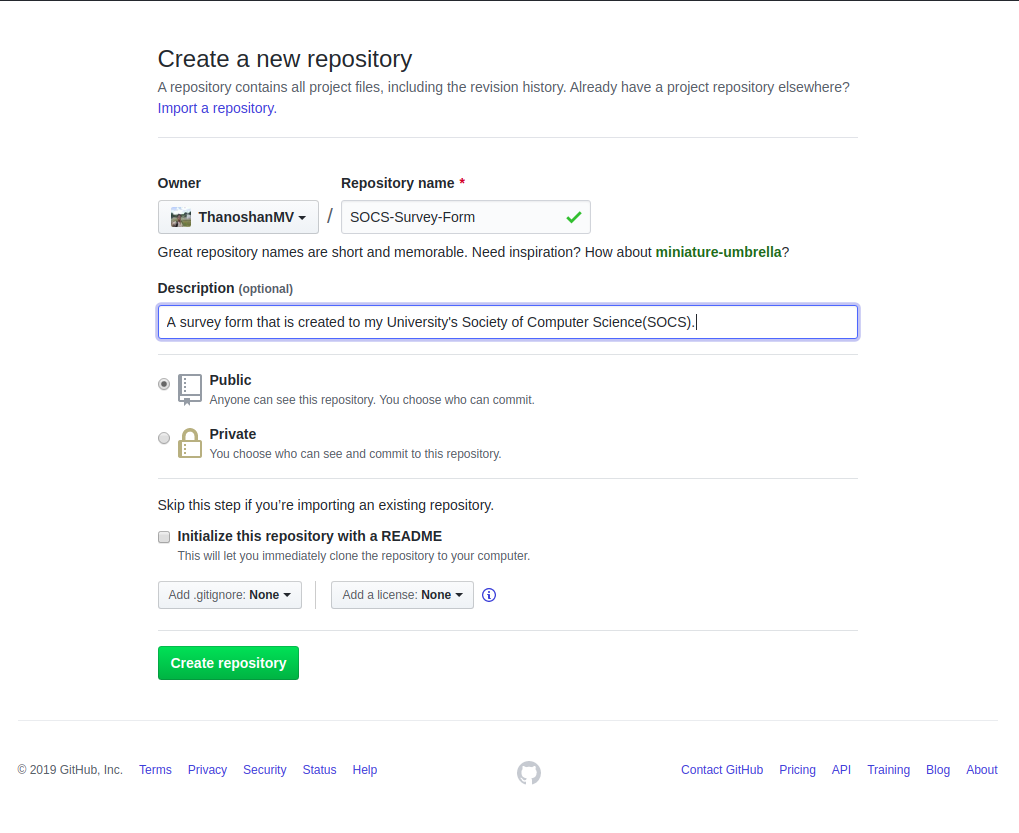 Create a new repository
A repository contains all project files, including the revision history. Already have a project repository elsewhere?
Import a repository.
Owner
Repository name *
ThanoshanMV
/
SOCS-Survey-Form
Great repository names are short and memorable. Need inspiration? How about miniature-umbrella?
Description (optional)
A survey form that is created to my University's Society of Computer Science(SOCS).
Public
Anyone can see this repository. You choose who can commit.
Private
You choose who can see and commit to this repository.
Skip this step if you’re importing an existing repository.
Initialize this repository with a README
This will let you immediately clone the repository to your computer.
Add .gitignore: None
Add a license: None
Create repository
© 2019 GitHub, Inc. Terms Privacy Security Status Help Contact GitHub Pricing API Training Blog About